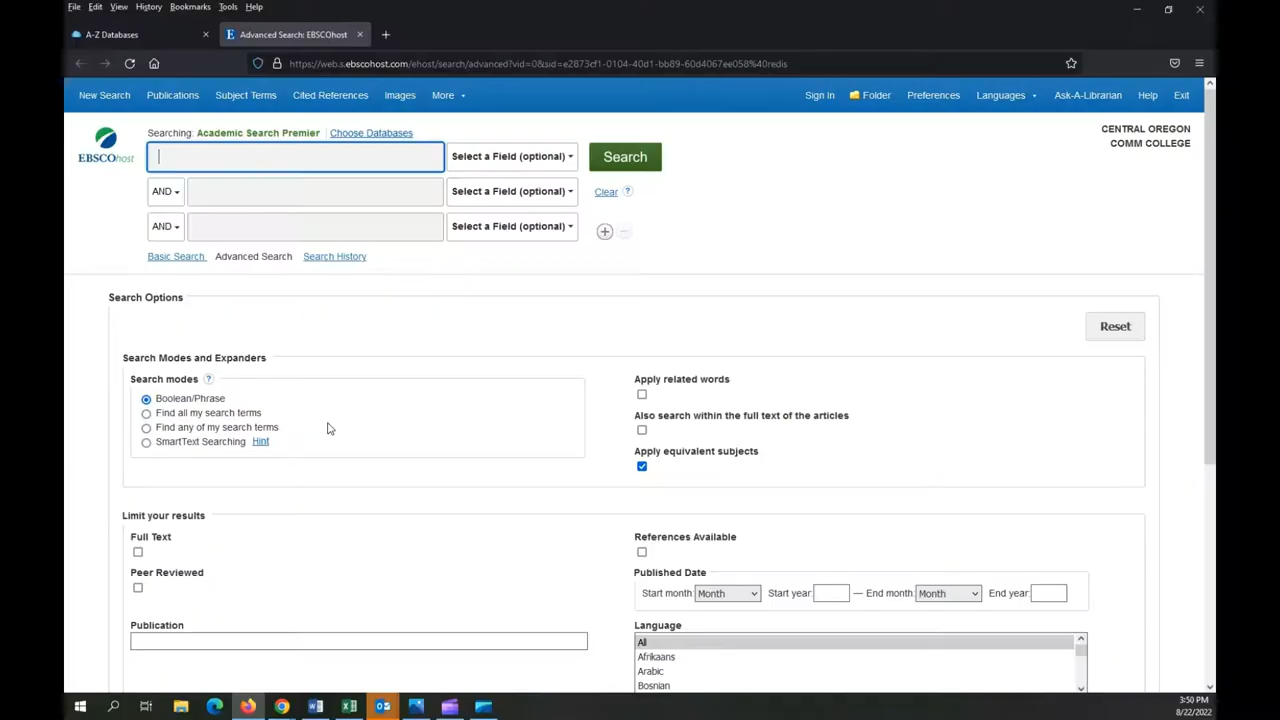 File Edit View History Bookmarks Tools Help
A-Z Databases
Advanced Search: EBSCOhost
https://web.s.ebscohost.com/ehost/search/advanced?vid=0&sid=e2873cf1-0104-40d1-bb89-60d4067ee058%40redis
New Search Publications Subject Terms Cited References Images More Sign In Folder Preferences Languages Ask-A-Librarian Help Exit
EBSCOhost
Searching: Academic Search Premier Choose Databases
CENTRAL OREGON
COMM COLLEGE
Select a Field (optional) Search
AND Select a Field (optional) Clear ?
AND Select a Field (optional)
Basic Search Advanced Search Search History
Search Options
Reset
Search Modes and Expanders
Search modes ?
Boolean/Phrase
Find all my search terms
Find any of my search terms
SmartText Searching Hint
Apply related words
Also search within the full text of the articles
Apply equivalent subjects
Limit your results
Full Text
Peer Reviewed
Publication
References Available
Published Date
Start month: Month Start year: — End month: Month End year:
Language
All
Afrikaans
Arabic
Bosnian
3:50 PM
8/22/2022